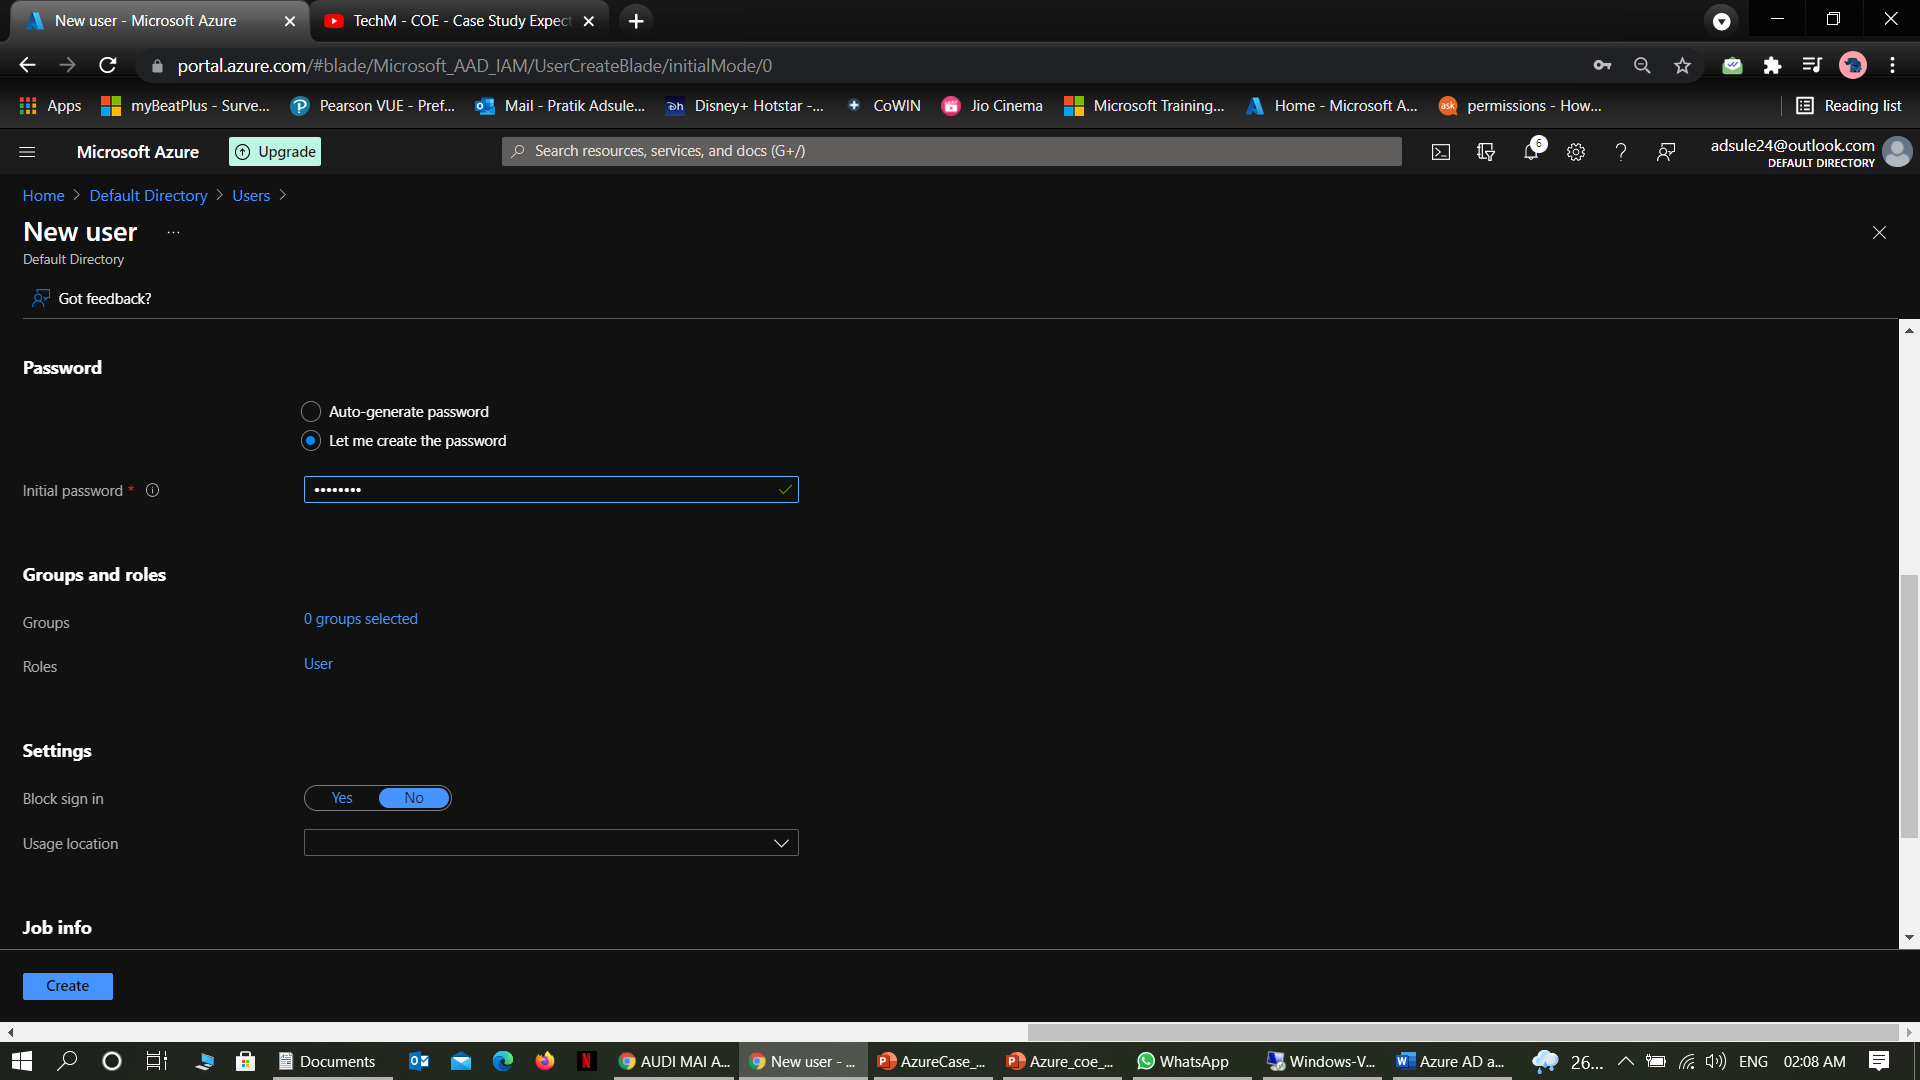 New user - Microsoft Azure
TechM - COE - Case Study Expect
portal.azure.com/#blade/Microsoft_AAD_IAM/UserCreateBlade/initialMode/0
Apps
myBeatPlus - Surve...
Pearson VUE - Pref...
Mail - Pratik Adsule...
Disney+ Hotstar -...
CoWIN
Jio Cinema
Microsoft Training...
Home - Microsoft A...
ask
permissions - How...
Reading list
Microsoft Azure
Upgrade
Search resources, services, and docs (G+/)
6
adsule24@outlook.com
DEFAULT DIRECTORY
Home > Default Directory > Users >
New user ...
Default Directory
Got feedback?
Password
Auto-generate password
Let me create the password
Initial password *
••••••••
Groups and roles
Groups
0 groups selected
Roles
User
Settings
Block sign in
Yes No
Usage location
Job info
Create
Documents
AUDI MAI A...
New user - ...
AzureCase_...
Azure_coe_...
WhatsApp
Windows-V...
Azure AD a...
26...
ENG
02:08 AM